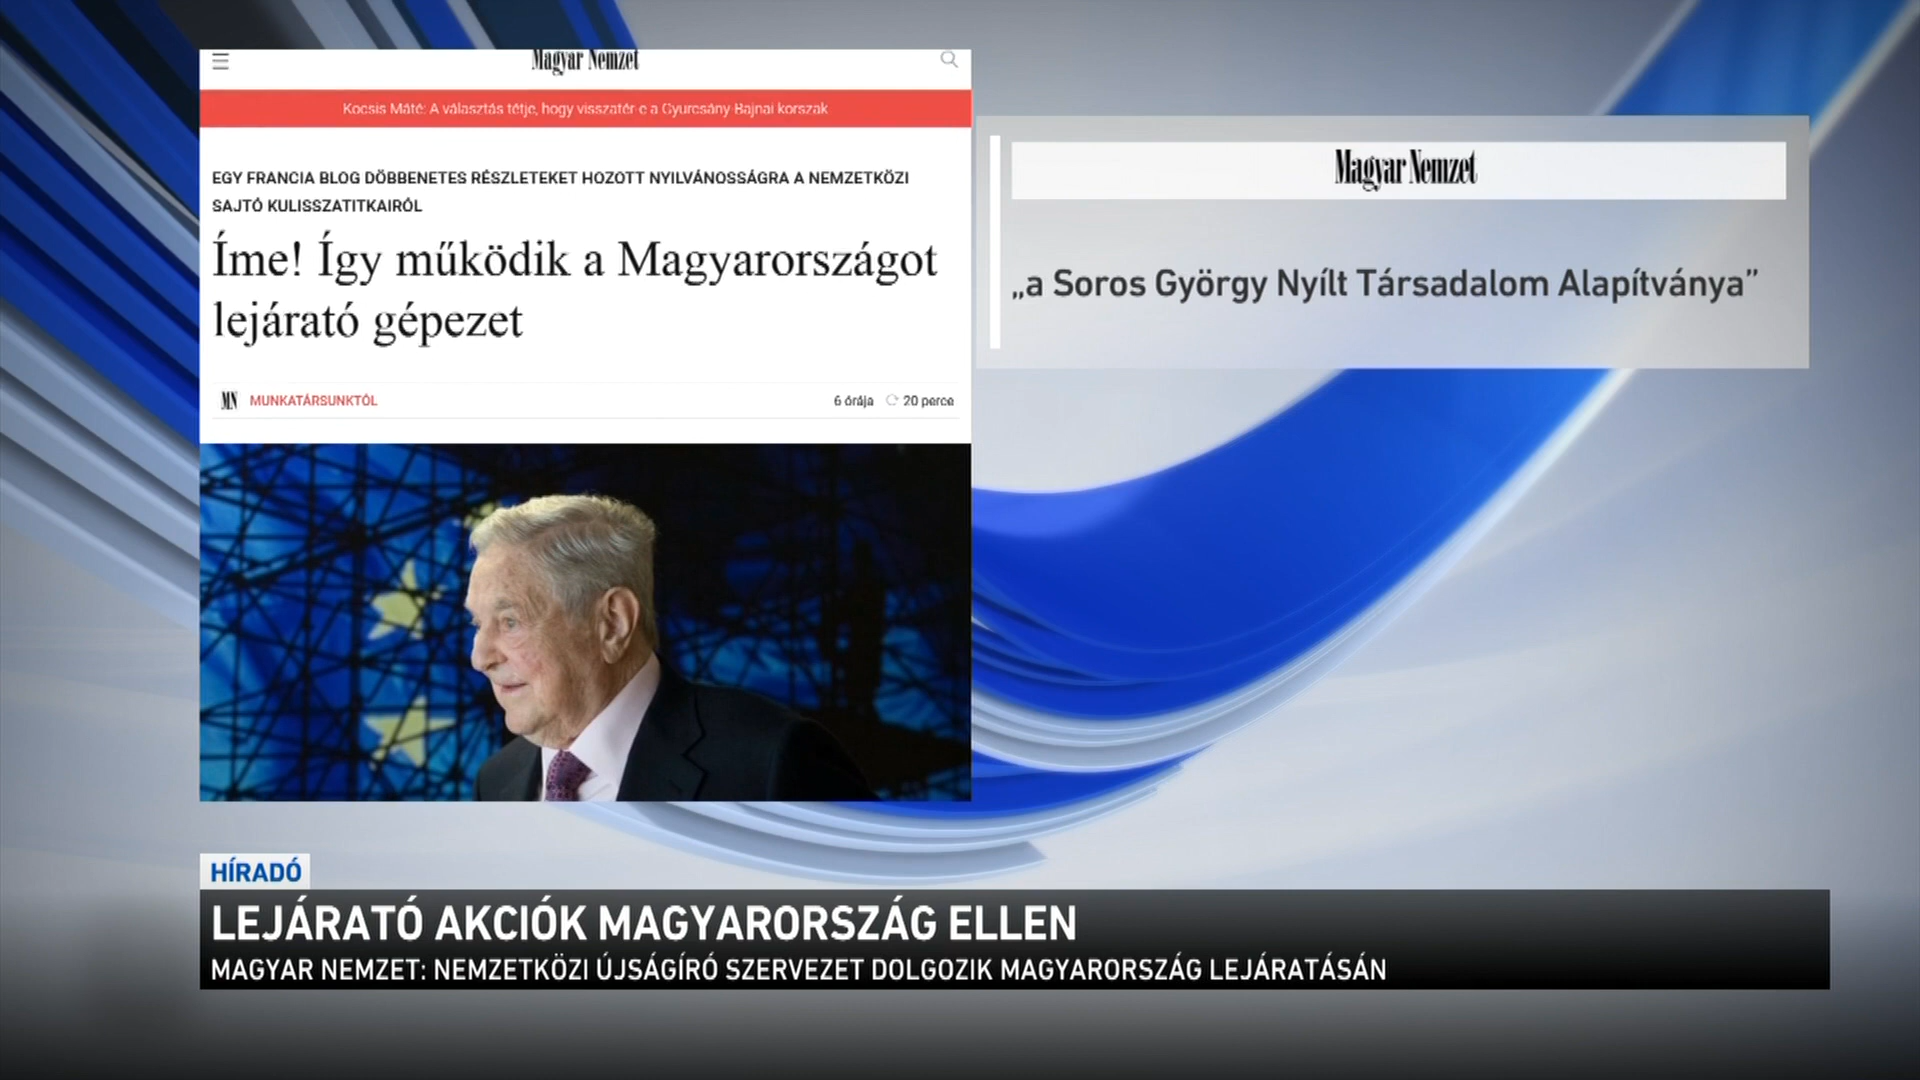 Magyar Nemzet
Kocsis Máté: A választás tétje, hogy visszatér-e a Gyurcsány Bajnai korszak
EGY FRANCIA BLOG DÖBBENETES RÉSZLETEKET HOZOTT NYILVÁNOSSÁGRA A NEMZETKÖZI
SAJTÓ KULISSZATITKAIRÓL
Íme! Így működik a Magyarországot
lejárató gépezet
MN MUNKATÁRSUNKTÓL
6 órája 20 perce
Magyar Nemzet
„a Soros György Nyílt Társadalom Alapítványa”
HÍRADÓ
LEJÁRATÓ AKCIÓK MAGYARORSZÁG ELLEN
MAGYAR NEMZET: NEMZETKÖZI ÚJSÁGÍRÓ SZERVEZET DOLGOZIK MAGYARORSZÁG LEJÁRATÁSÁN